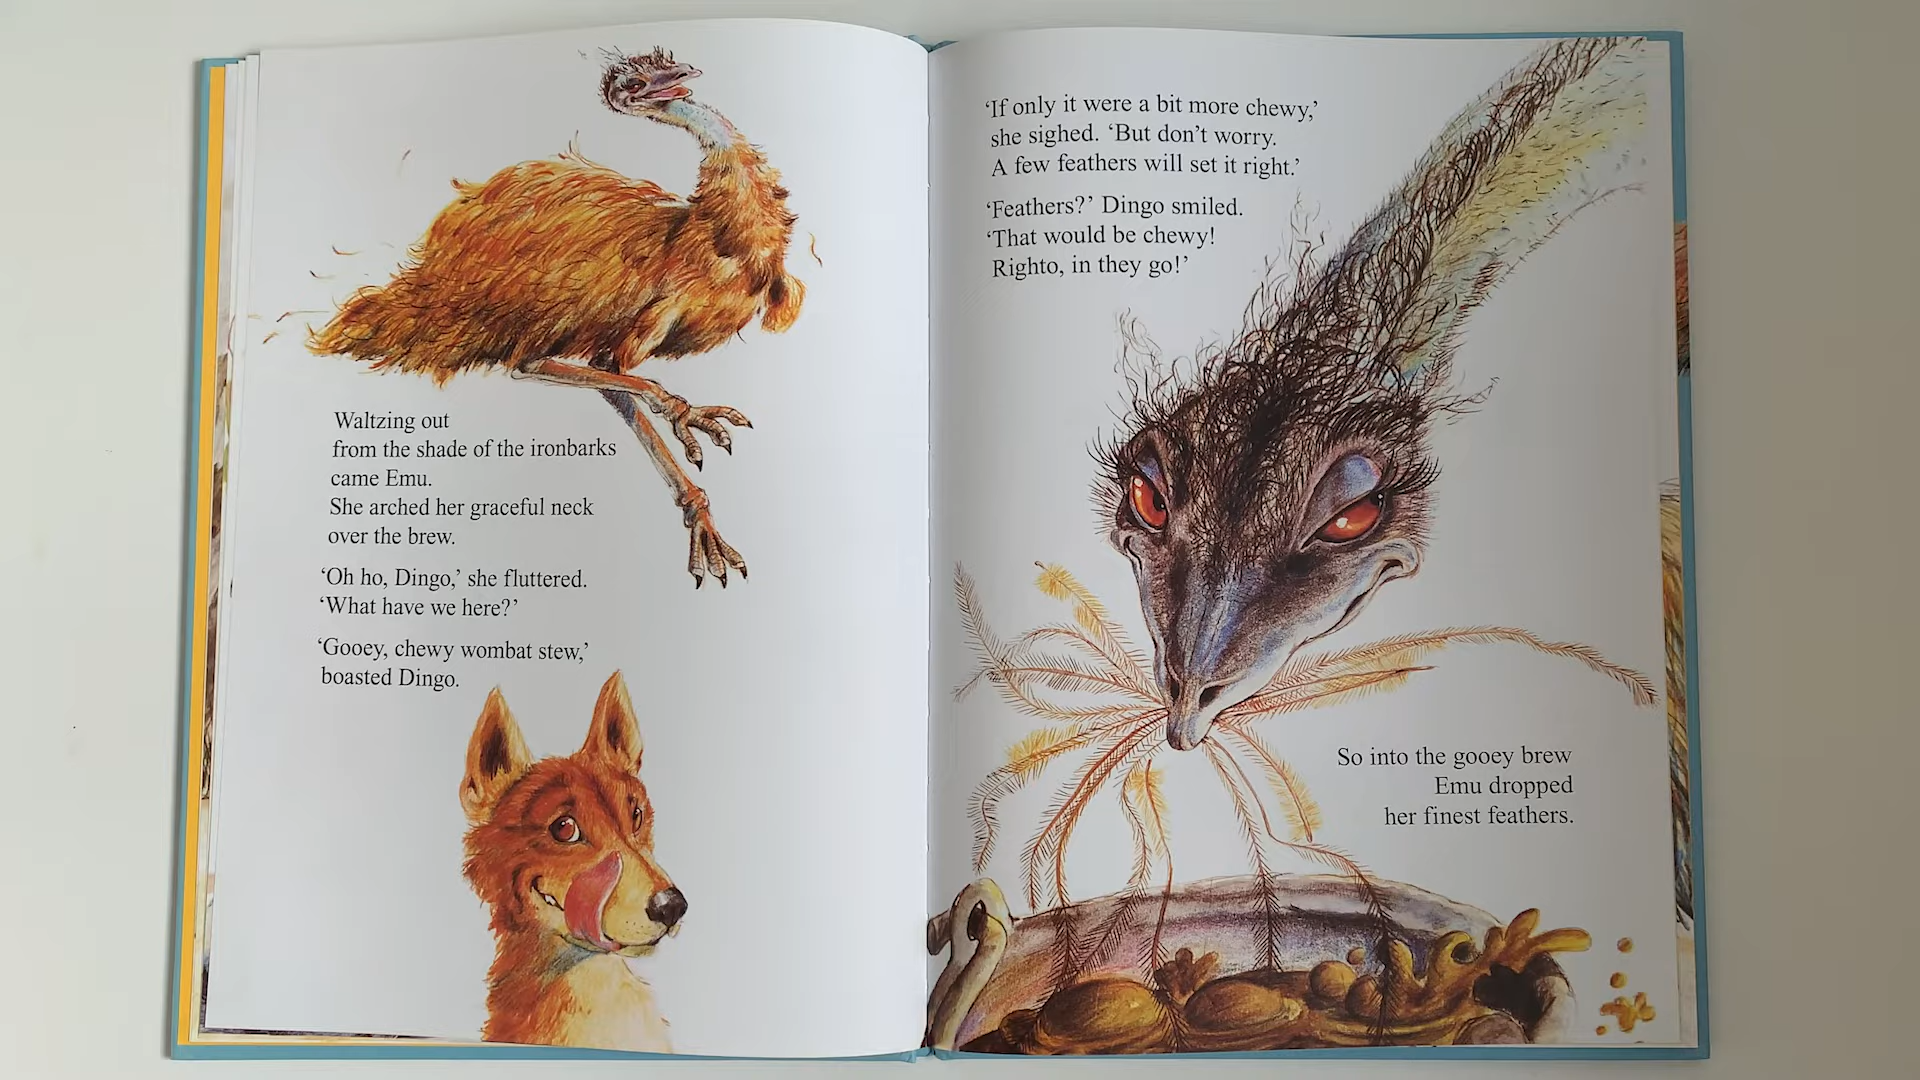 Waltzing out
from the shade of the ironbarks
came Emu.
She arched her graceful neck
over the brew.
‘Oh ho, Dingo,’ she fluttered.
‘What have we here?’
‘Gooey, chewy wombat stew,’
boasted Dingo.
‘If only it were a bit more chewy,’
she sighed. ‘But don’t worry.
A few feathers will set it right.’
‘Feathers?’ Dingo smiled.
‘That would be chewy!
Righto, in they go!’
So into the gooey brew
Emu dropped
her finest feathers.